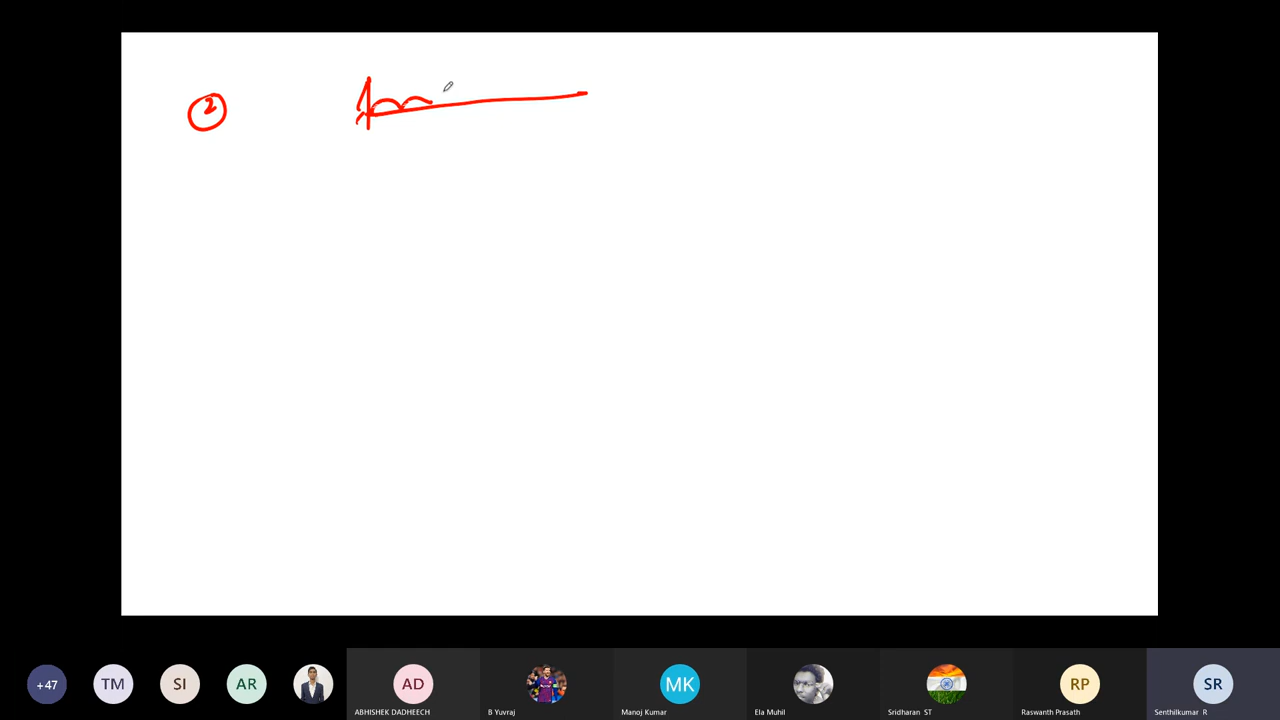 2
+47
TM
SI
AR
AD
MK
RP
SR
ABHISHEK DADHEECH
B Yuvraj
Manoj Kumar
Ela Muhil
Sridharan ST
Raswanth Prasath
Senthilkumar R